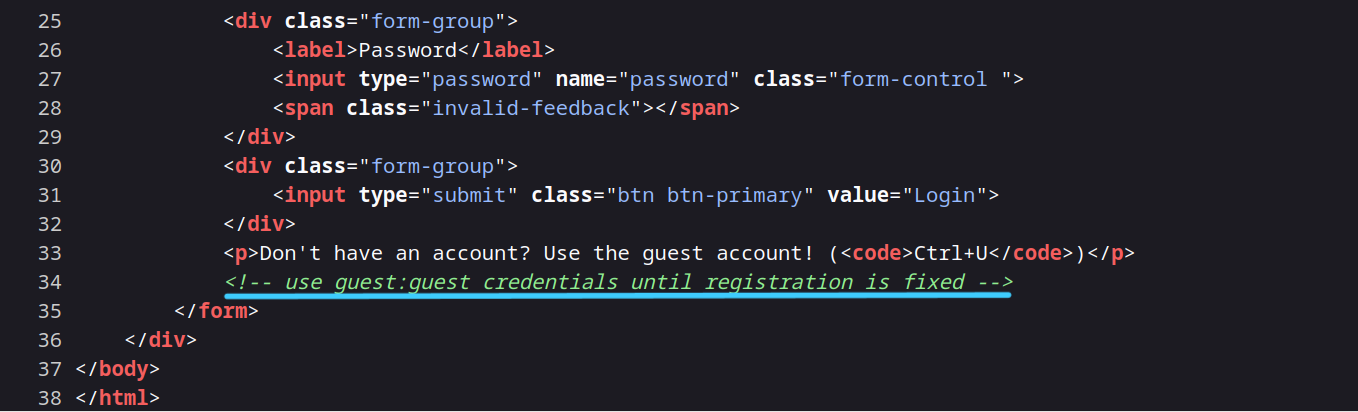 25 <div class="form-group">
26 <label>Password</label>
27 <input type="password" name="password" class="form-control ">
28 <span class="invalid-feedback"></span>
29 </div>
30 <div class="form-group">
31 <input type="submit" class="btn btn-primary" value="Login">
32 </div>
33 <p>Don't have an account? Use the guest account! (<code>Ctrl+U</code>)</p>
34 <!-- use guest:guest credentials until registration is fixed -->
35 </form>
36 </div>
37 </body>
38 </html>